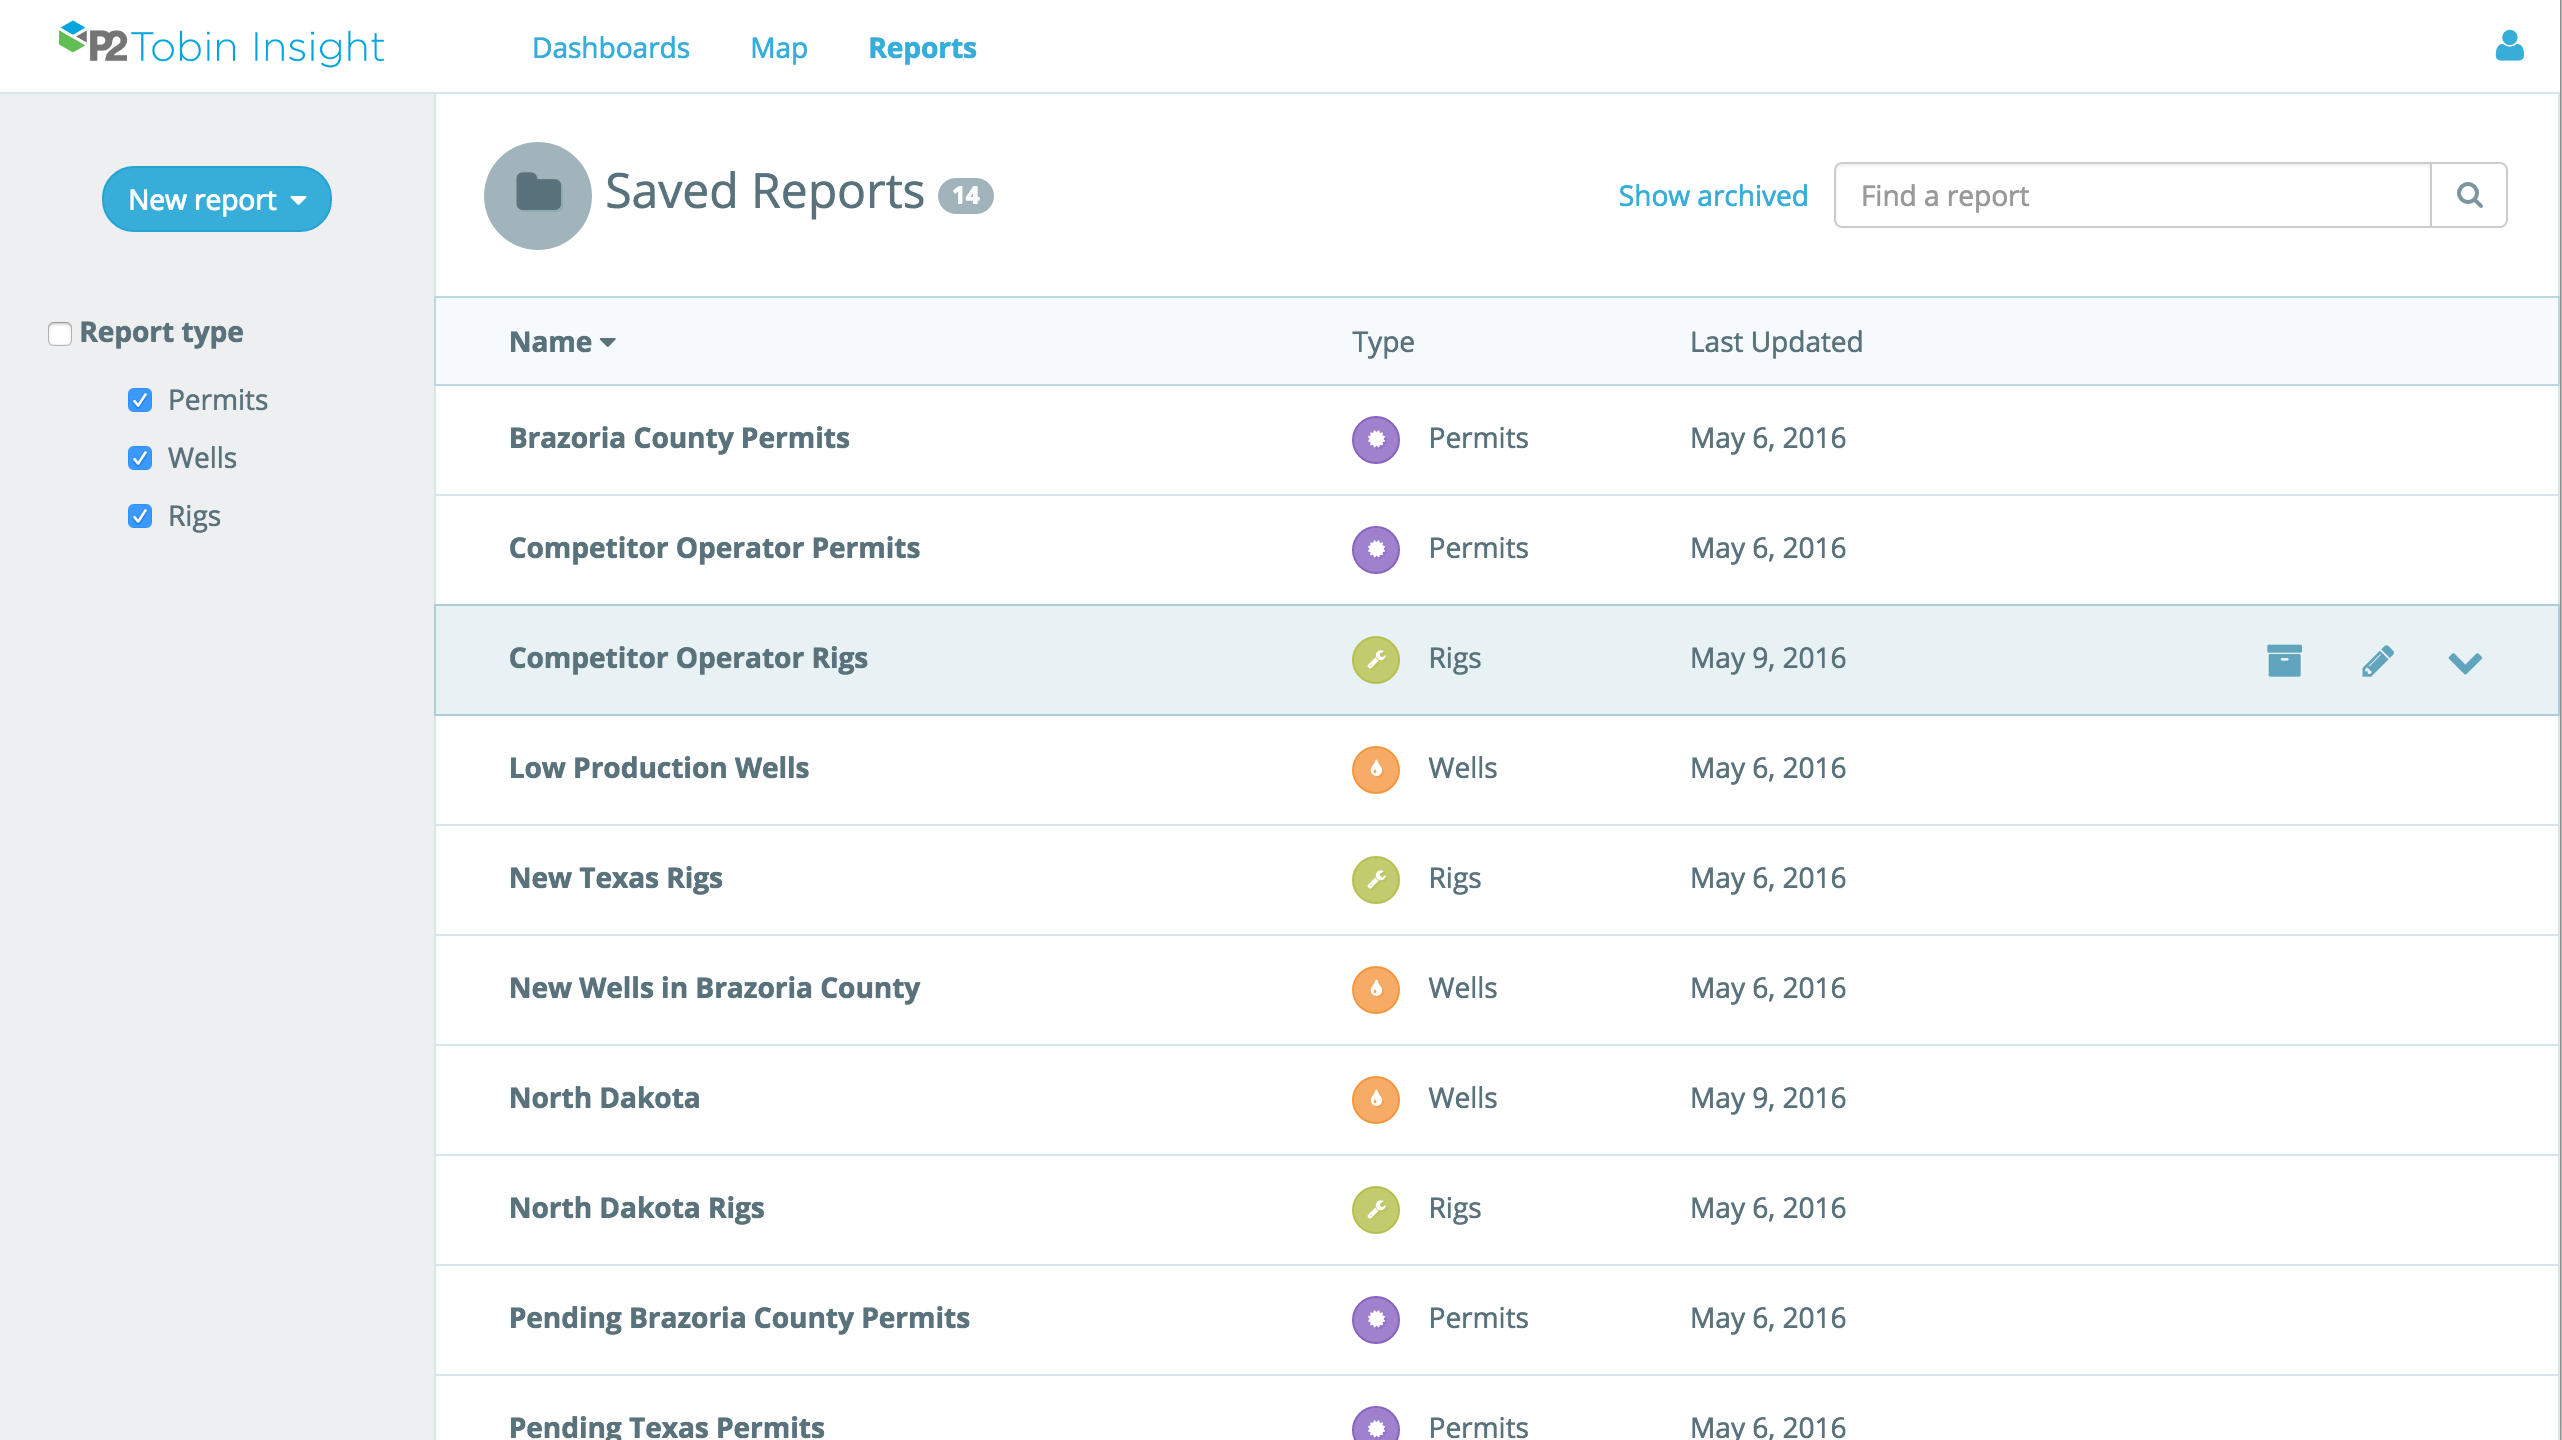 P2 Tobin Insight Dashboards Map Reports
New report
Report type
Permits
Wells
Rigs
Saved Reports 14 Show archived Find a report
Name Type Last Updated
Brazoria County Permits Permits May 6, 2016
Competitor Operator Permits Permits May 6, 2016
Competitor Operator Rigs Rigs May 9, 2016
Low Production Wells Wells May 6, 2016
New Texas Rigs Rigs May 6, 2016
New Wells in Brazoria County Wells May 6, 2016
North Dakota Wells May 9, 2016
North Dakota Rigs Rigs May 6, 2016
Pending Brazoria County Permits Permits May 6, 2016
Pending Texas Permits Permits May 6, 2016